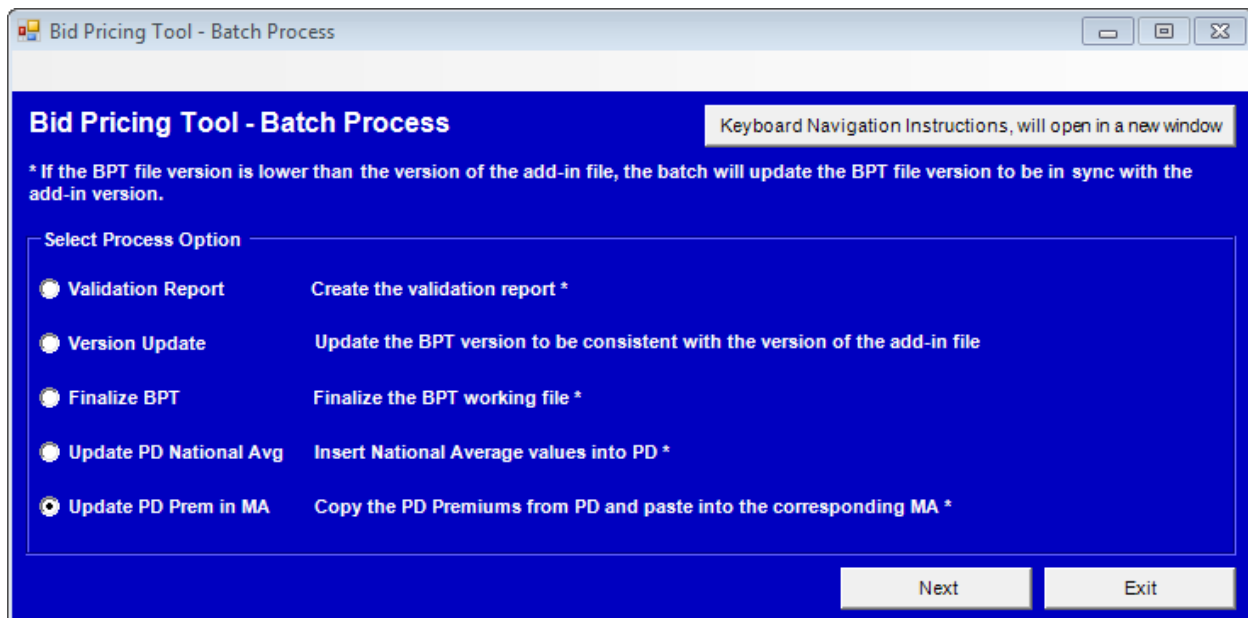 Bid Pricing Tool - Batch Process
Bid Pricing Tool - Batch Process
Keyboard Navigation Instructions, will open in a new window
* If the BPT file version is lower than the version of the add-in file, the batch will update the BPT file version to be in sync with the
add-in version.
Select Process Option
Validation Report Create the validation report *
Version Update Update the BPT version to be consistent with the version of the add-in file
Finalize BPT Finalize the BPT working file *
Update PD National Avg Insert National Average values into PD *
Update PD Prem in MA Copy the PD Premiums from PD and paste into the corresponding MA *
Next Exit